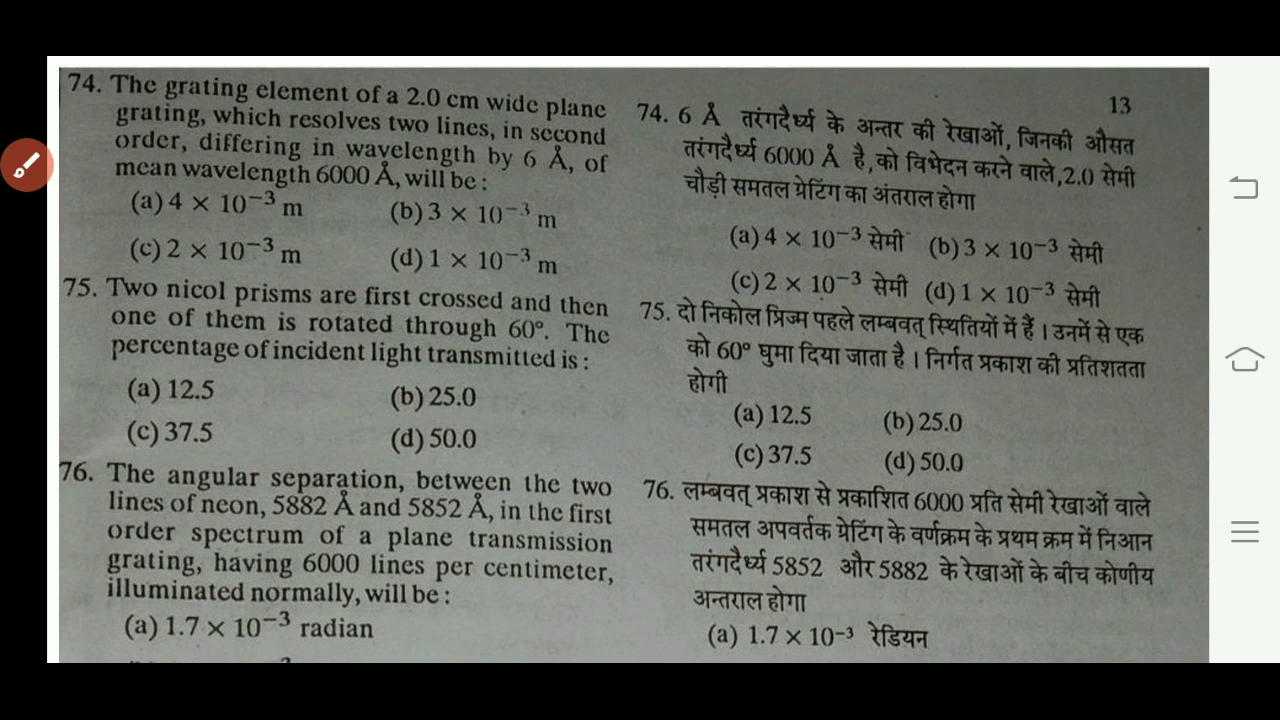 74. The grating element of a 2.0 cm wide plane
grating, which resolves two lines, in second
order, differing in wavelength by 6 Å, of
mean wavelength 6000 Å, will be :
(a) 4 × 10⁻³ m (b) 3 × 10⁻³ m
(c) 2 × 10⁻³ m (d) 1 × 10⁻³ m
75. Two nicol prisms are first crossed and then
one of them is rotated through 60°. The
percentage of incident light transmitted is :
(a) 12.5 (b) 25.0
(c) 37.5 (d) 50.0
76. The angular separation, between the two
lines of neon, 5882 Å and 5852 Å, in the first
order spectrum of a plane transmission
grating, having 6000 lines per centimeter,
illuminated normally, will be :
(a) 1.7 × 10⁻³ radian
13
74. 6 Å तरंगदैर्ध्य के अन्तर की रेखाओं, जिनकी औसत
तरंगदैर्ध्य 6000 Å है, को विभेदन करने वाले, 2.0 सेमी
चौड़ी समतल ग्रेटिंग का अंतराल होगा
(a) 4 × 10⁻³ सेमी (b) 3 × 10⁻³ सेमी
(c) 2 × 10⁻³ सेमी (d) 1 × 10⁻³ सेमी
75. दो निकोल प्रिज्म पहले लम्बवत् स्थितियों में हैं। उनमें से एक
को 60° घुमा दिया जाता है। निर्गत प्रकाश की प्रतिशतता
होगी
(a) 12.5 (b) 25.0
(c) 37.5 (d) 50.0
76. लम्बवत् प्रकाश से प्रकाशित 6000 प्रति सेमी रेखाओं वाले
समतल अपवर्तक ग्रेटिंग के वर्णक्रम के प्रथम क्रम में निआन
तरंगदैर्ध्य 5852 और 5882 के रेखाओं के बीच कोणीय
अन्तराल होगा
(a) 1.7 × 10⁻³ रेडियन